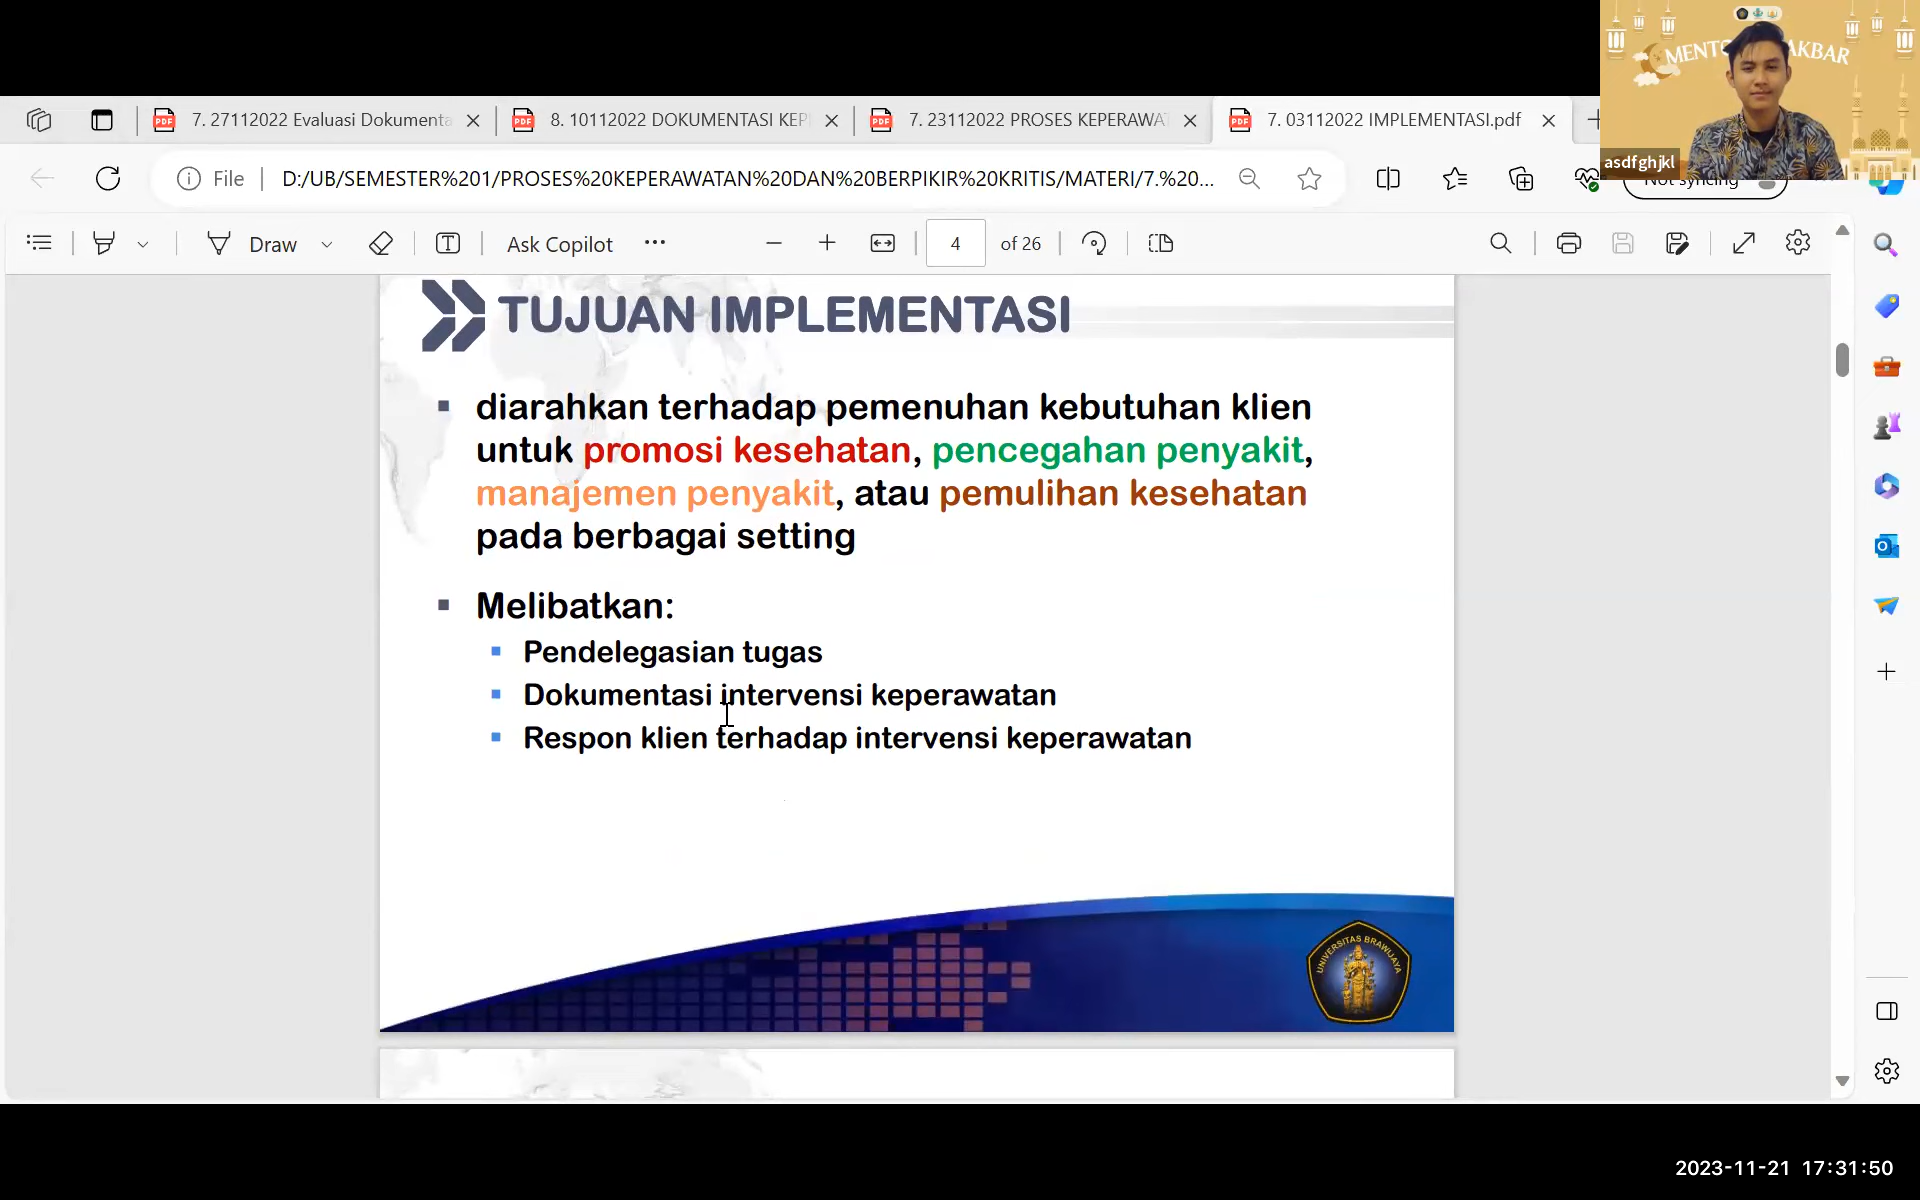 MENTO AKBAR
asdfghjkl
7. 27112022 Evaluasi Dokumenta
8. 10112022 DOKUMENTASI KEP
7. 23112022 PROSES KEPERAWAT
7. 03112022 IMPLEMENTASI.pdf
File
D:/UB/SEMESTER%201/PROSES%20KEPERAWATAN%20DAN%20BERPIKIR%20KRITIS/MATERI/7.%20...
Not syncing
Draw
Ask Copilot
4 of 26
TUJUAN IMPLEMENTASI
diarahkan terhadap pemenuhan kebutuhan klien
untuk promosi kesehatan, pencegahan penyakit,
manajemen penyakit, atau pemulihan kesehatan
pada berbagai setting
Melibatkan:
Pendelegasian tugas
Dokumentasi intervensi keperawatan
Respon klien terhadap intervensi keperawatan
UNIVERSITAS BRAWIJAYA
2023-11-21 17:31:50